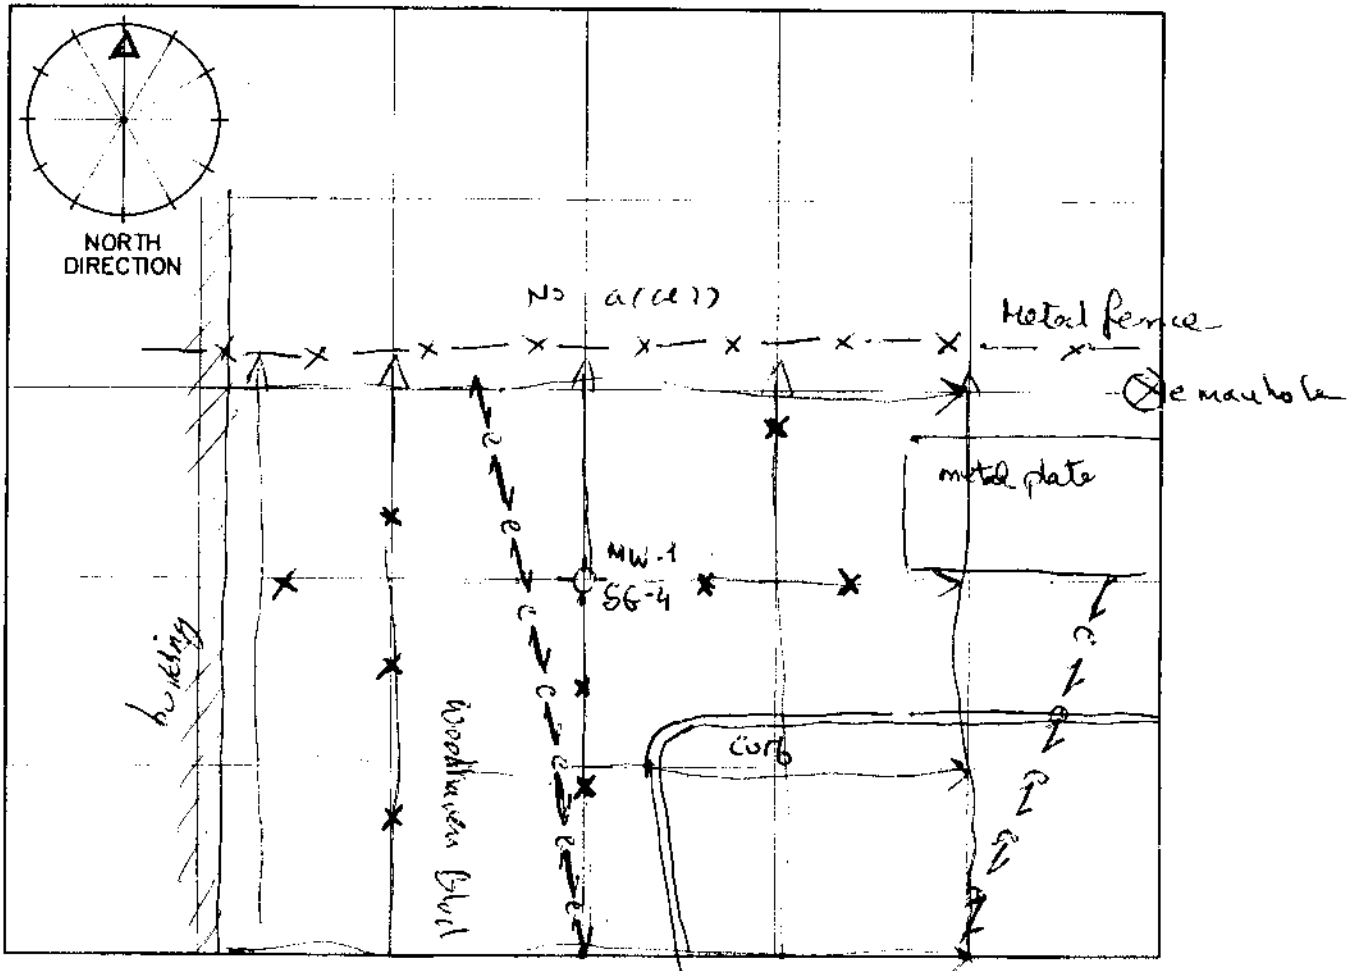 NORTH
DIRECTION
No access
Metal fence
e manhole
metal plate
MW-1
SG-4
building
Woodhaven Blvd
curb
e
e
e
e
e
e
e
e